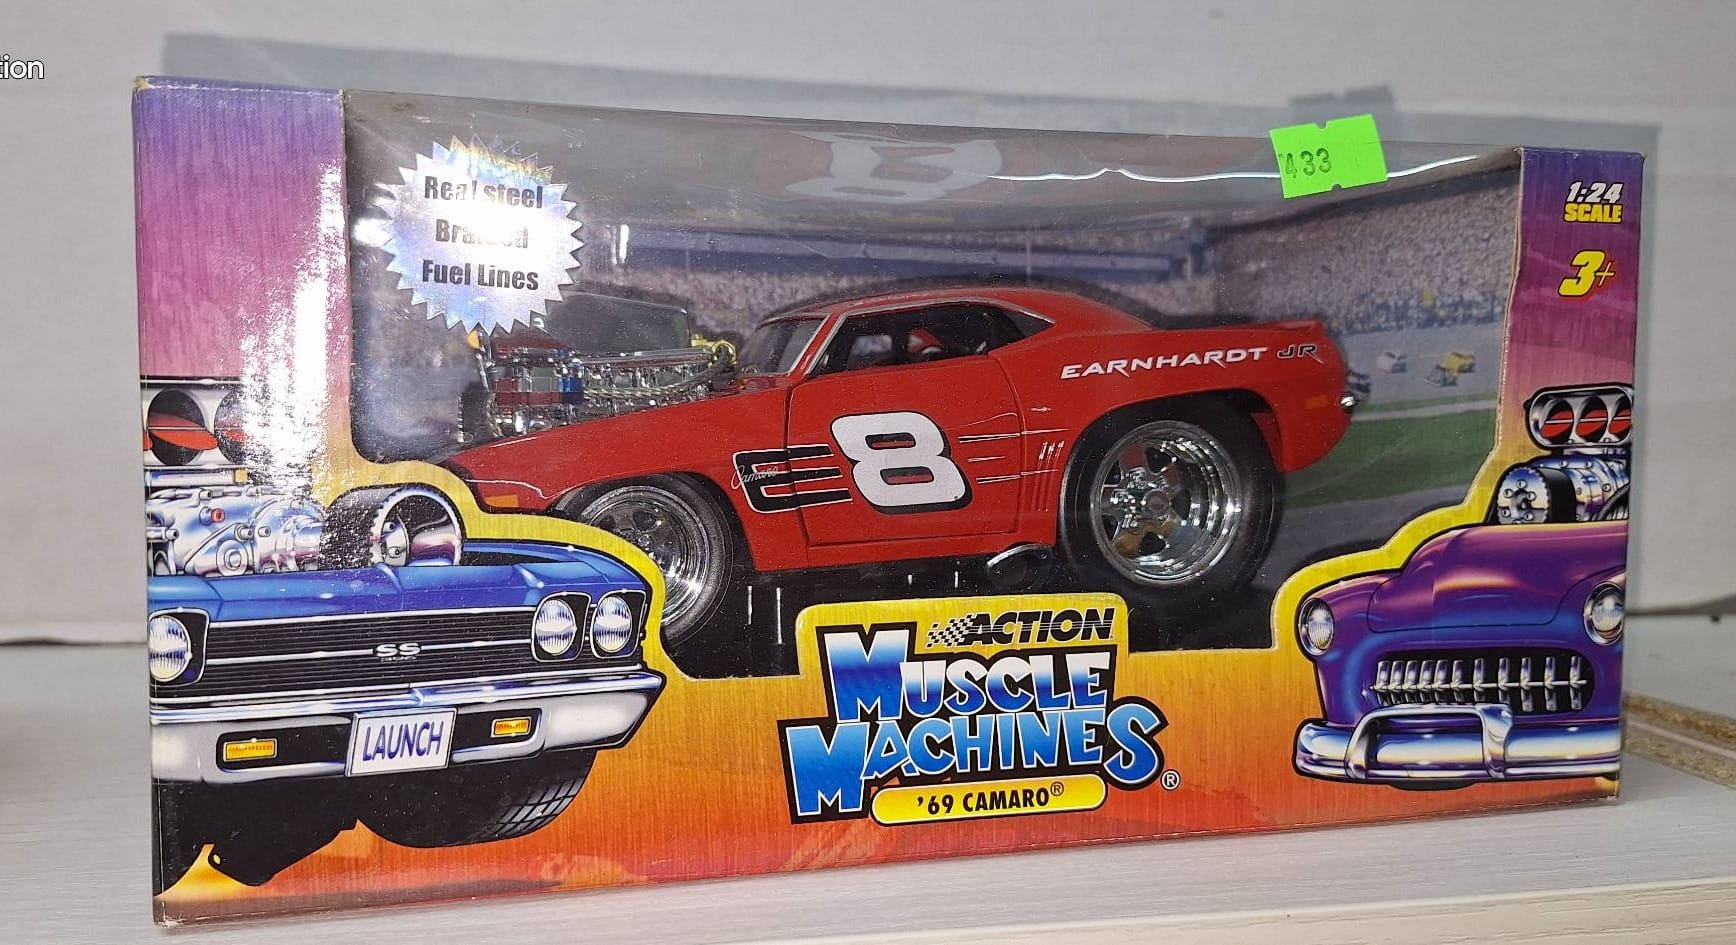 tion
Real steel
Braided
Fuel Lines
433
1:24
SCALE
3+
EARNHARDT JR
8
Camaro
SS
396
LAUNCH
ACTION
MUSCLE
MACHINES®
'69 CAMARO®